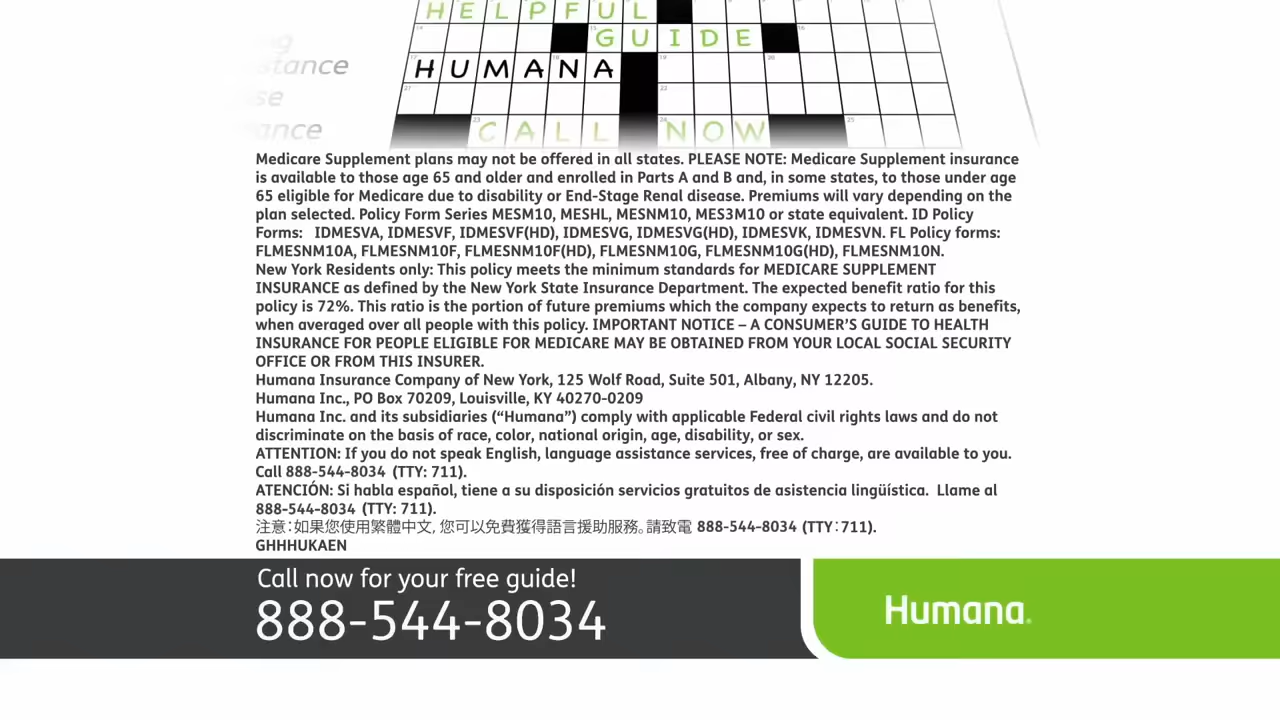 HELPFUL
GUIDE
HUMANA
CALL NOW
Medicare Supplement plans may not be offered in all states. PLEASE NOTE: Medicare Supplement insurance
is available to those age 65 and older and enrolled in Parts A and B and, in some states, to those under age
65 eligible for Medicare due to disability or End-Stage Renal disease. Premiums will vary depending on the
plan selected. Policy Form Series MESM10, MESHL, MESNM10, MES3M10 or state equivalent. ID Policy
Forms: IDMESVA, IDMESVF, IDMESVF(HD), IDMESVG, IDMESVG(HD), IDMESVK, IDMESVN. FL Policy forms:
FLMESNM10A, FLMESNM10F, FLMESNM10F(HD), FLMESNM10G, FLMESNM10G(HD), FLMESNM10N.
New York Residents only: This policy meets the minimum standards for MEDICARE SUPPLEMENT
INSURANCE as defined by the New York State Insurance Department. The expected benefit ratio for this
policy is 72%. This ratio is the portion of future premiums which the company expects to return as benefits,
when averaged over all people with this policy. IMPORTANT NOTICE – A CONSUMER’S GUIDE TO HEALTH
INSURANCE FOR PEOPLE ELIGIBLE FOR MEDICARE MAY BE OBTAINED FROM YOUR LOCAL SOCIAL SECURITY
OFFICE OR FROM THIS INSURER.
Humana Insurance Company of New York, 125 Wolf Road, Suite 501, Albany, NY 12205.
Humana Inc., PO Box 70209, Louisville, KY 40270-0209
Humana Inc. and its subsidiaries (“Humana”) comply with applicable Federal civil rights laws and do not
discriminate on the basis of race, color, national origin, age, disability, or sex.
ATTENTION: If you do not speak English, language assistance services, free of charge, are available to you.
Call 888-544-8034 (TTY: 711).
ATENCIÓN: Si habla español, tiene a su disposición servicios gratuitos de asistencia lingüística. Llame al
888-544-8034 (TTY: 711).
注意：如果您使用繁體中文, 您可以免費獲得語言援助服務。請致電 888-544-8034 (TTY：711).
GHHHUKAEN
Call now for your free guide!
888-544-8034
Humana